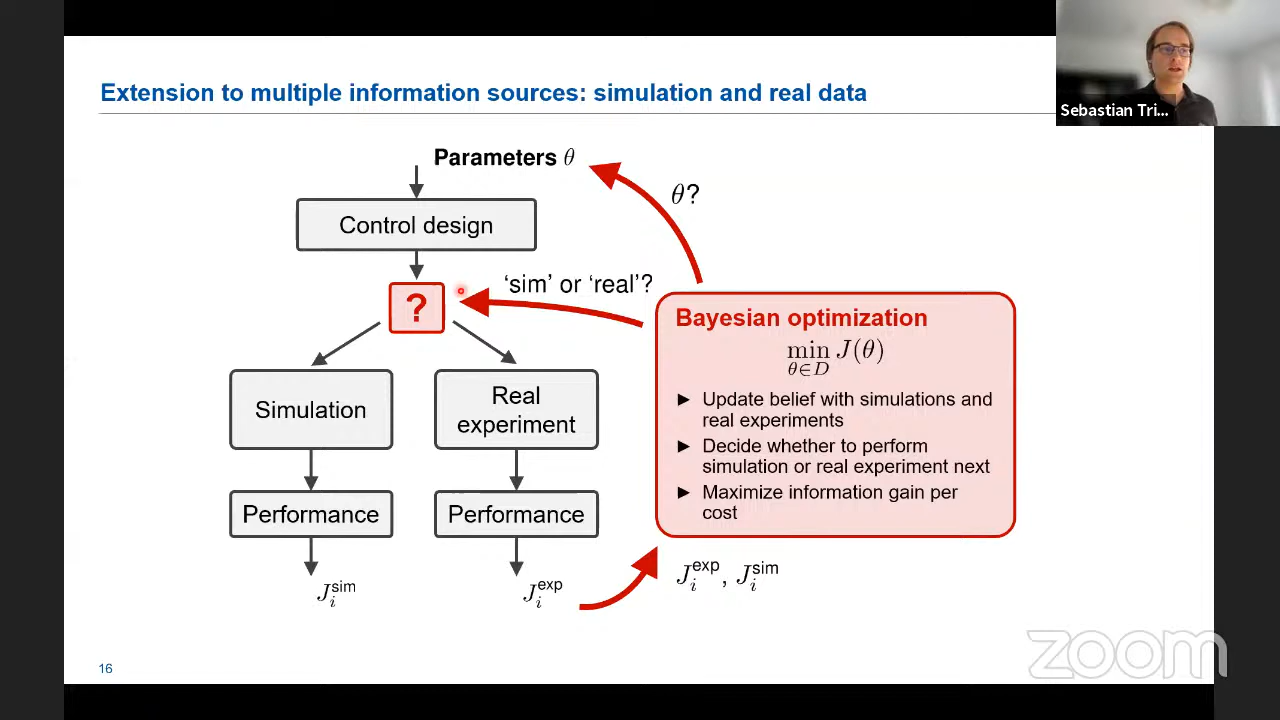 Extension to multiple information sources: simulation and real data
Sebastian Tri...
Parameters θ
θ?
Control design
‘sim’ or ‘real’?
?
Simulation
Real
experiment
Performance
Performance
J_i^sim
J_i^exp
Bayesian optimization
min J(θ)
θ∈D
► Update belief with simulations and
real experiments
► Decide whether to perform
simulation or real experiment next
► Maximize information gain per
cost
J_i^exp, J_i^sim
16
zoom